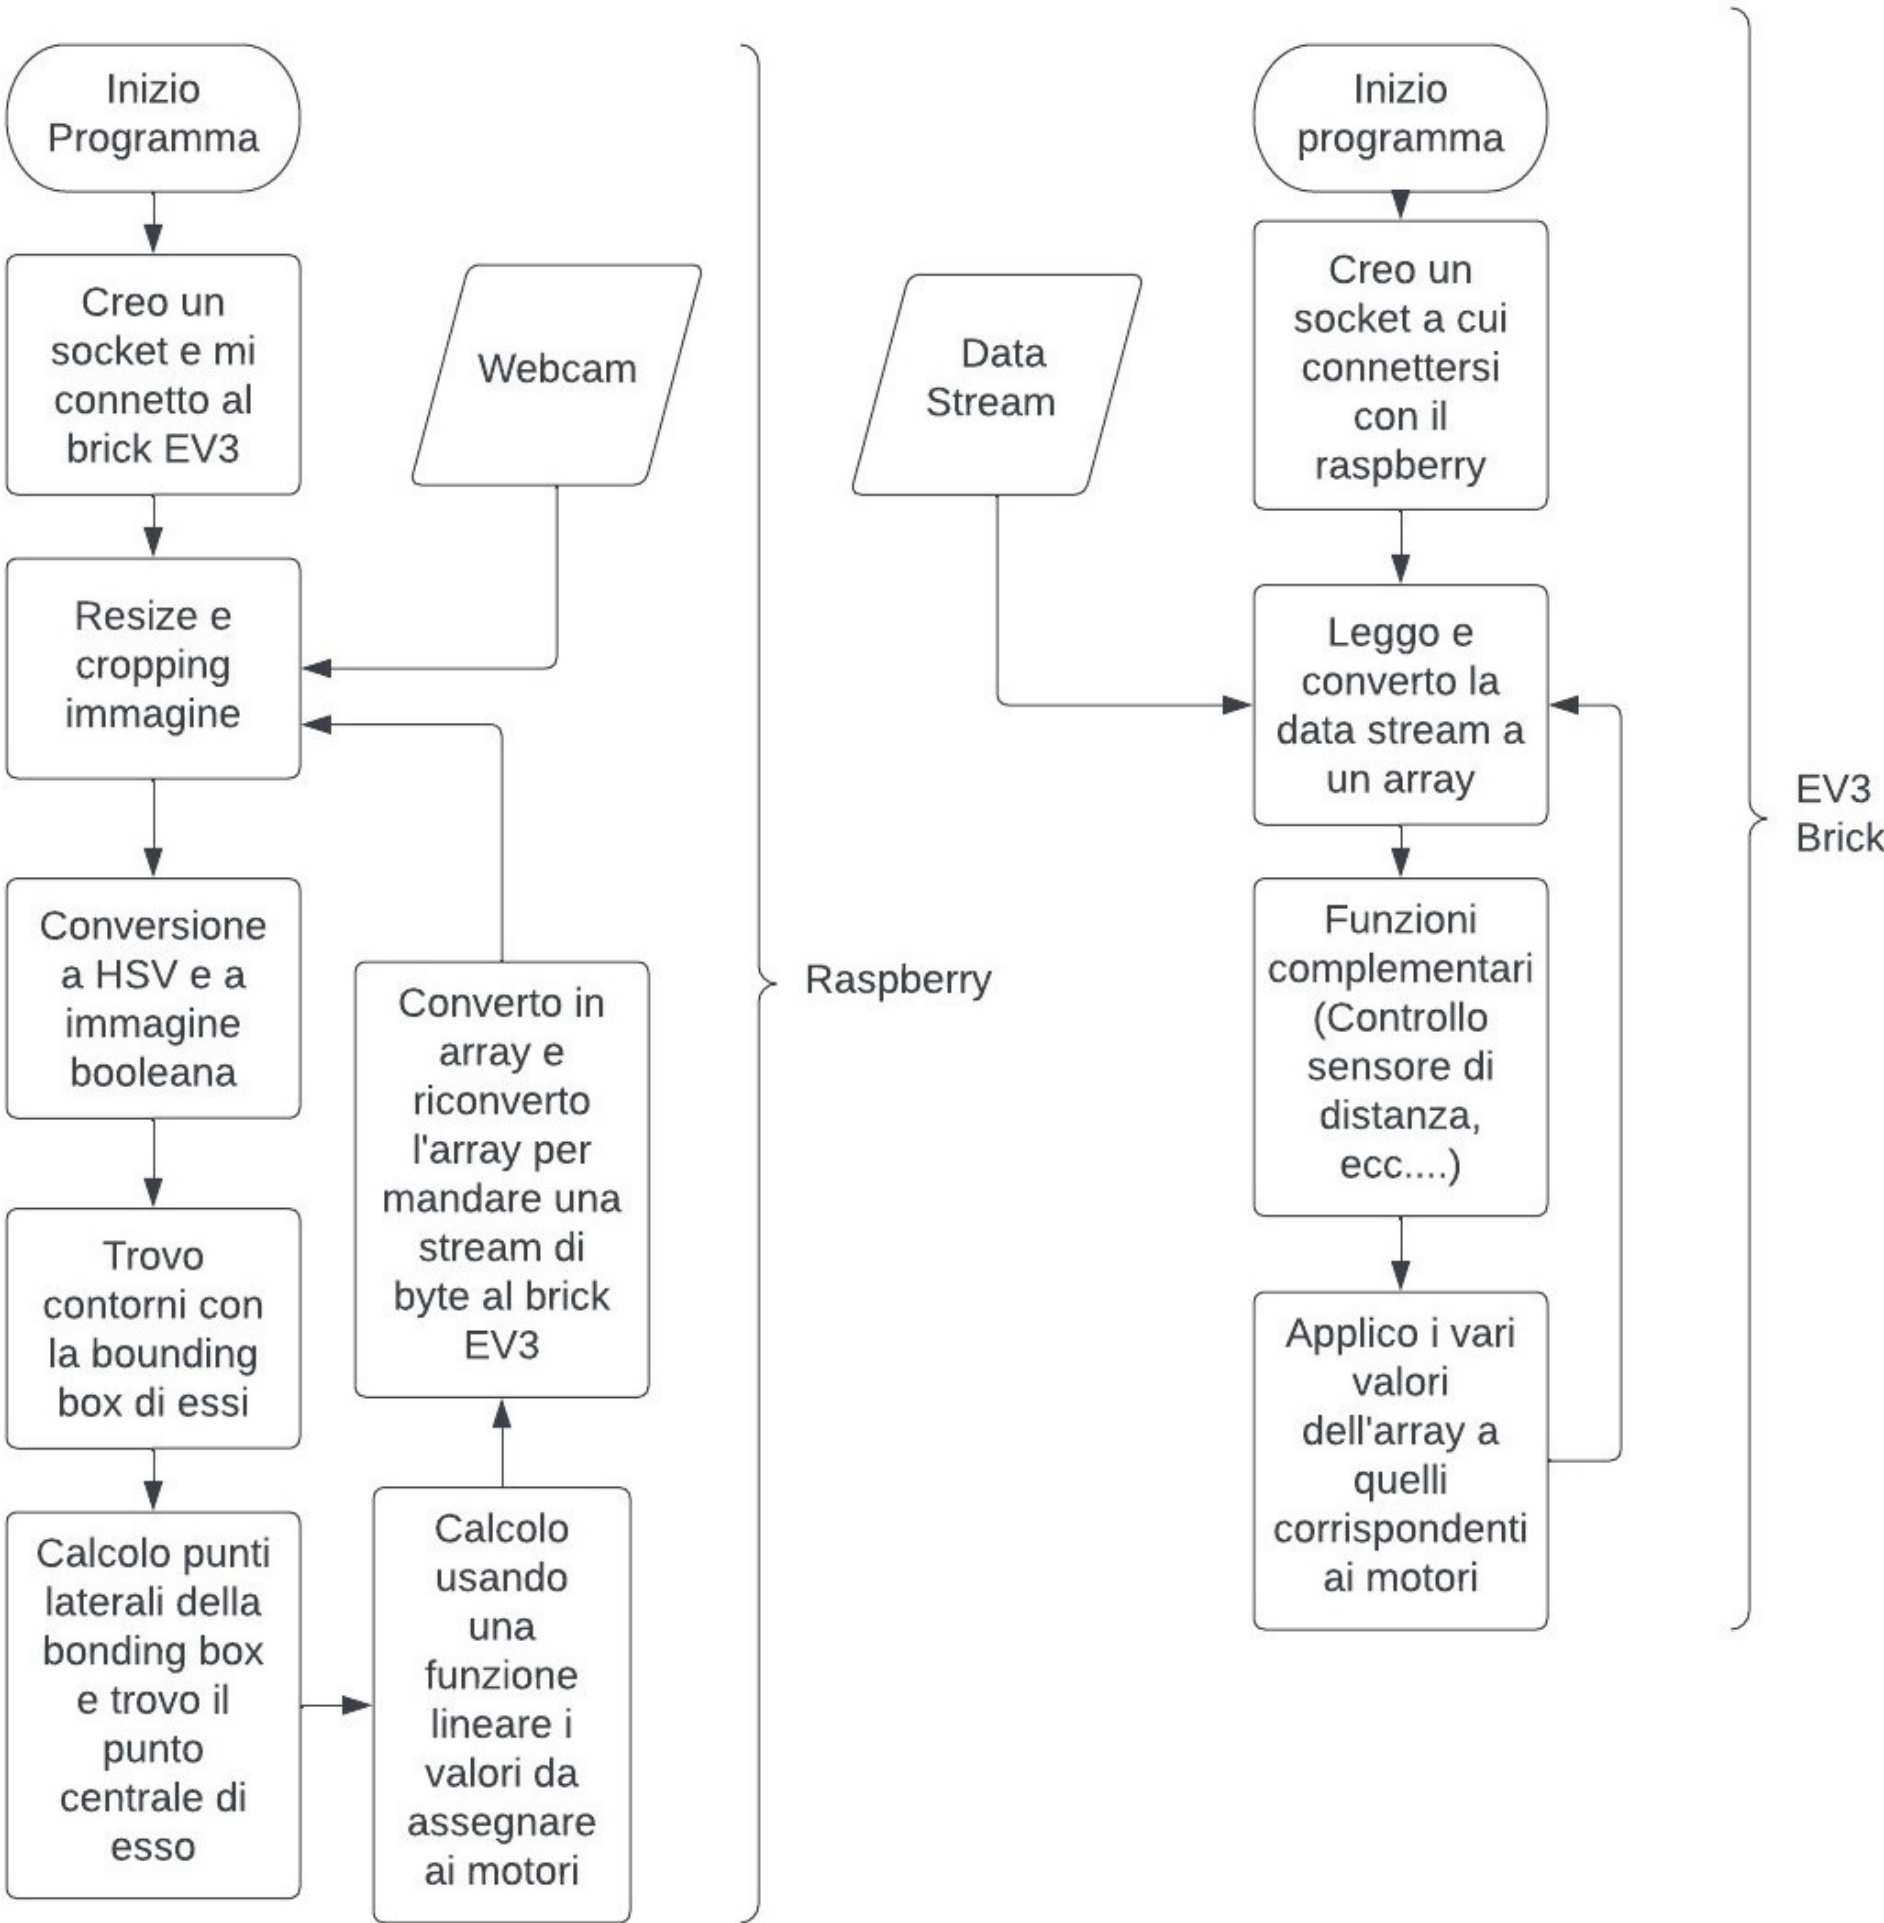 Inizio
Programma
Creo un
socket e mi
connetto al
brick EV3
Webcam
Resize e
cropping
immagine
Conversione
a HSV e a
immagine
booleana
Trovo
contorni con
la bounding
box di essi
Calcolo punti
laterali della
bonding box
e trovo il
punto
centrale di
esso
Calcolo
usando
una
funzione
lineare i
valori da
assegnare
ai motori
Converto in
array e
riconverto
l'array per
mandare una
stream di
byte al brick
EV3
Raspberry
Inizio
programma
Creo un
socket a cui
connettersi
con il
raspberry
Data
Stream
Leggo e
converto la
data stream a
un array
Funzioni
complementari
(Controllo
sensore di
distanza,
ecc....)
Applico i vari
valori
dell'array a
quelli
corrispondenti
ai motori
EV3
Brick